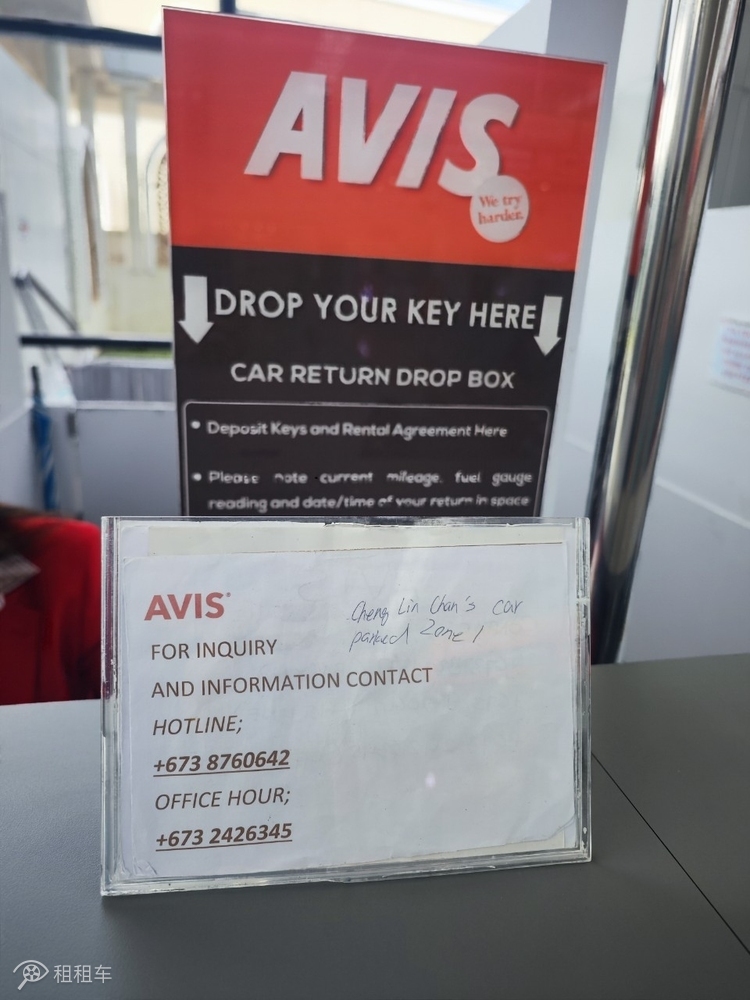 AVIS
We try
harder.
DROP YOUR KEY HERE
CAR RETURN DROP BOX
• Deposit Keys and Rental Agreement Here
• Please note current mileage, fuel gauge
reading and date/time of your return in space
AVIS
Cheng Lin Chan's car
parked Zone 1
FOR INQUIRY
AND INFORMATION CONTACT
HOTLINE;
+673 8760642
OFFICE HOUR;
+673 2426345
租租车